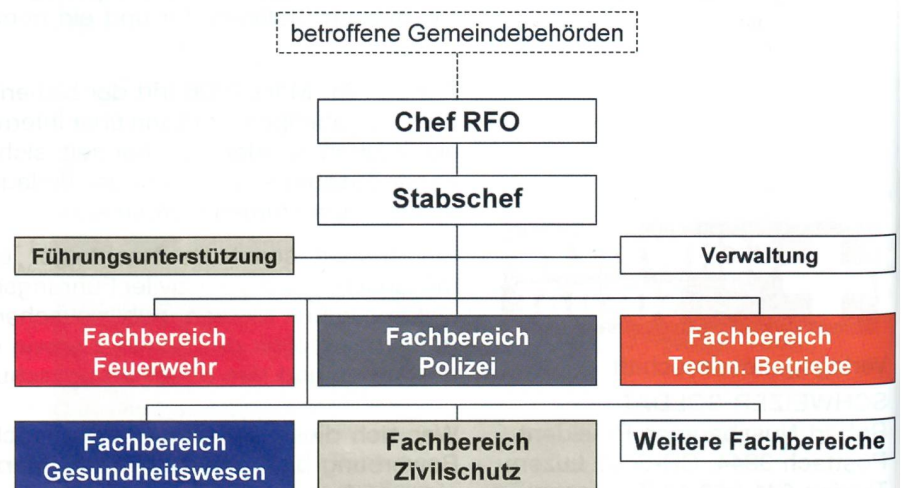 betroffene Gemeindebehörden
Chef RFO
Stabschef
Führungsunterstützung
Verwaltung
Fachbereich
Feuerwehr
Fachbereich
Polizei
Fachbereich
Techn. Betriebe
Fachbereich
Gesundheitswesen
Fachbereich
Zivilschutz
Weitere Fachbereiche